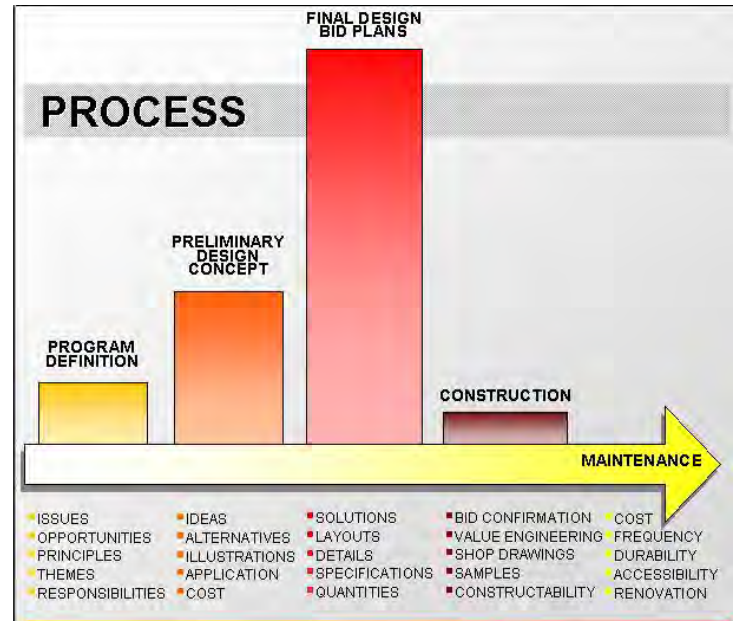 FINAL DESIGN
BID PLANS
PROCESS
PRELIMINARY
DESIGN
CONCEPT
PROGRAM
DEFINITION
CONSTRUCTION
MAINTENANCE
ISSUES
OPPORTUNITIES
PRINCIPLES
THEMES
RESPONSIBILITIES
IDEAS
ALTERNATIVES
ILLUSTRATIONS
APPLICATION
COST
SOLUTIONS
LAYOUTS
DETAILS
SPECIFICATIONS
QUANTITIES
BID CONFIRMATION
VALUE ENGINEERING
SHOP DRAWINGS
SAMPLES
CONSTRUCTABILITY
COST
FREQUENCY
DURABILITY
ACCESSIBILITY
RENOVATION